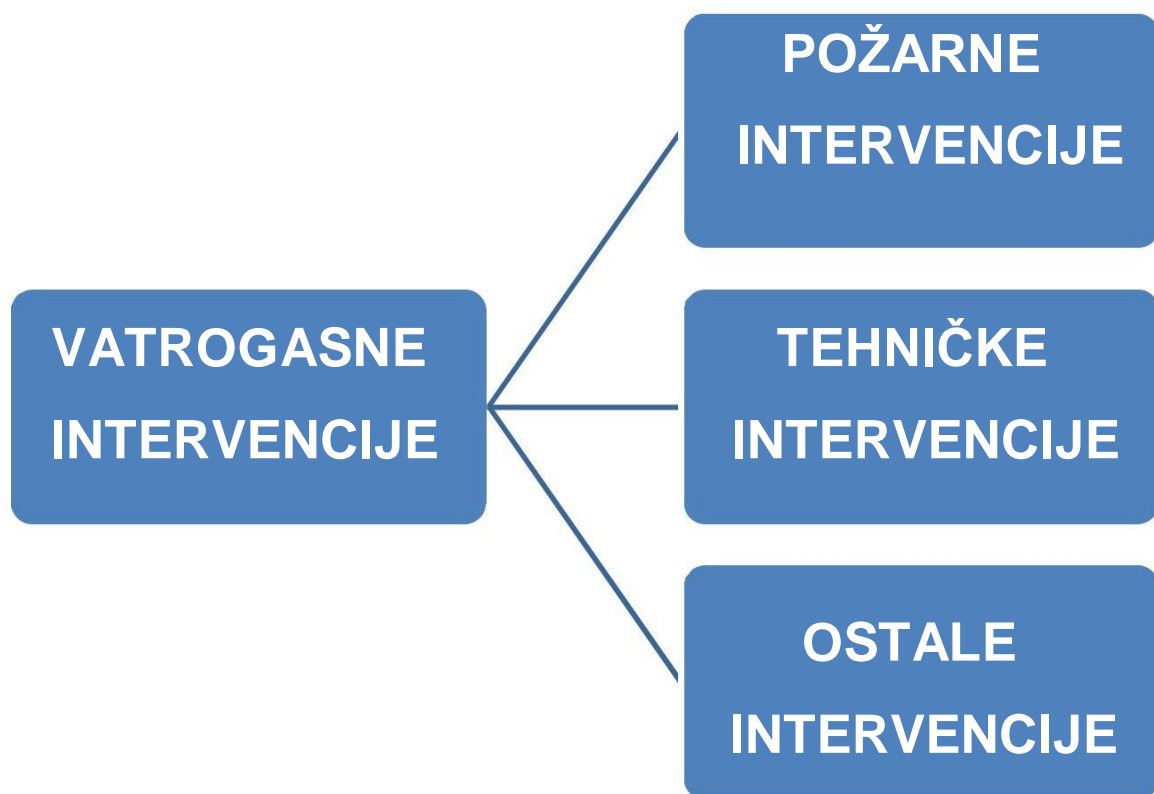 VATROGASNE
INTERVENCIJE
POŽARNE
INTERVENCIJE
TEHNIČKE
INTERVENCIJE
OSTALE
INTERVENCIJE